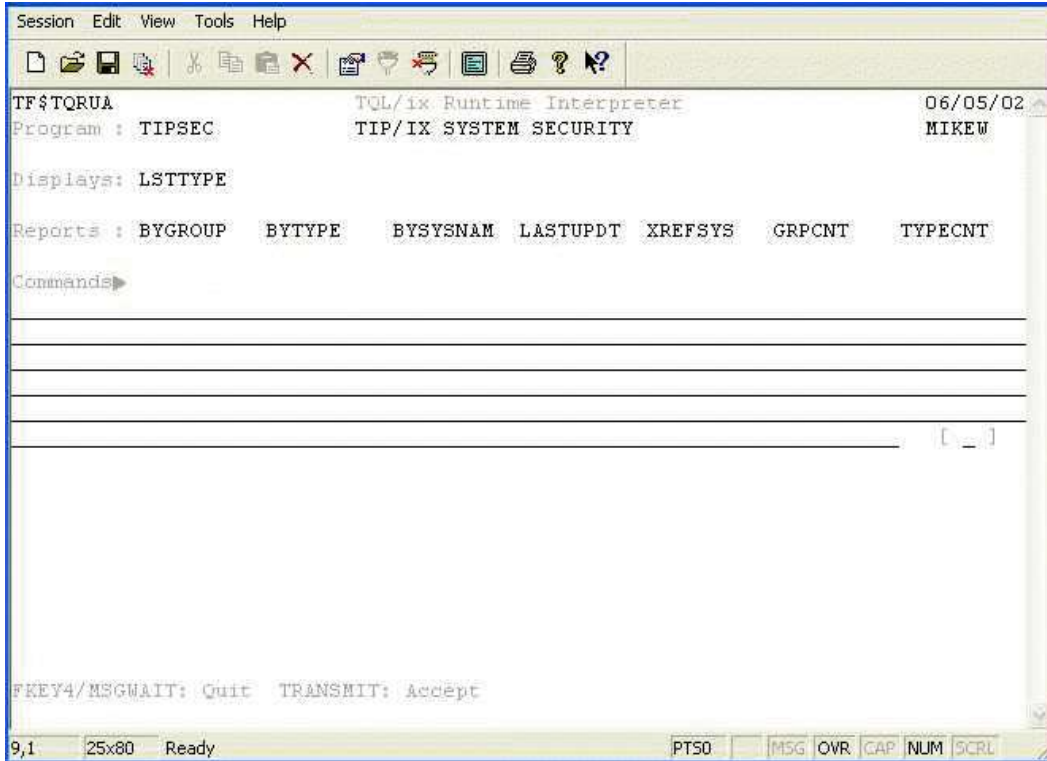 Session Edit View Tools Help
TF$TQRUA TQL/ix Runtime Interpreter 06/05/02
Program : TIPSEC TIP/IX SYSTEM SECURITY MIKEW
Displays: LSTTYPE
Reports : BYGROUP BYTYPE BYSYSNAM LASTUPDT XREFSYS GRPCNT TYPECNT
Commands►
[ _ ]
FKEY4/MSGWAIT: Quit TRANSMIT: Accept
9,1 25x80 Ready PTS0 MSG OVR CAP NUM SCRL